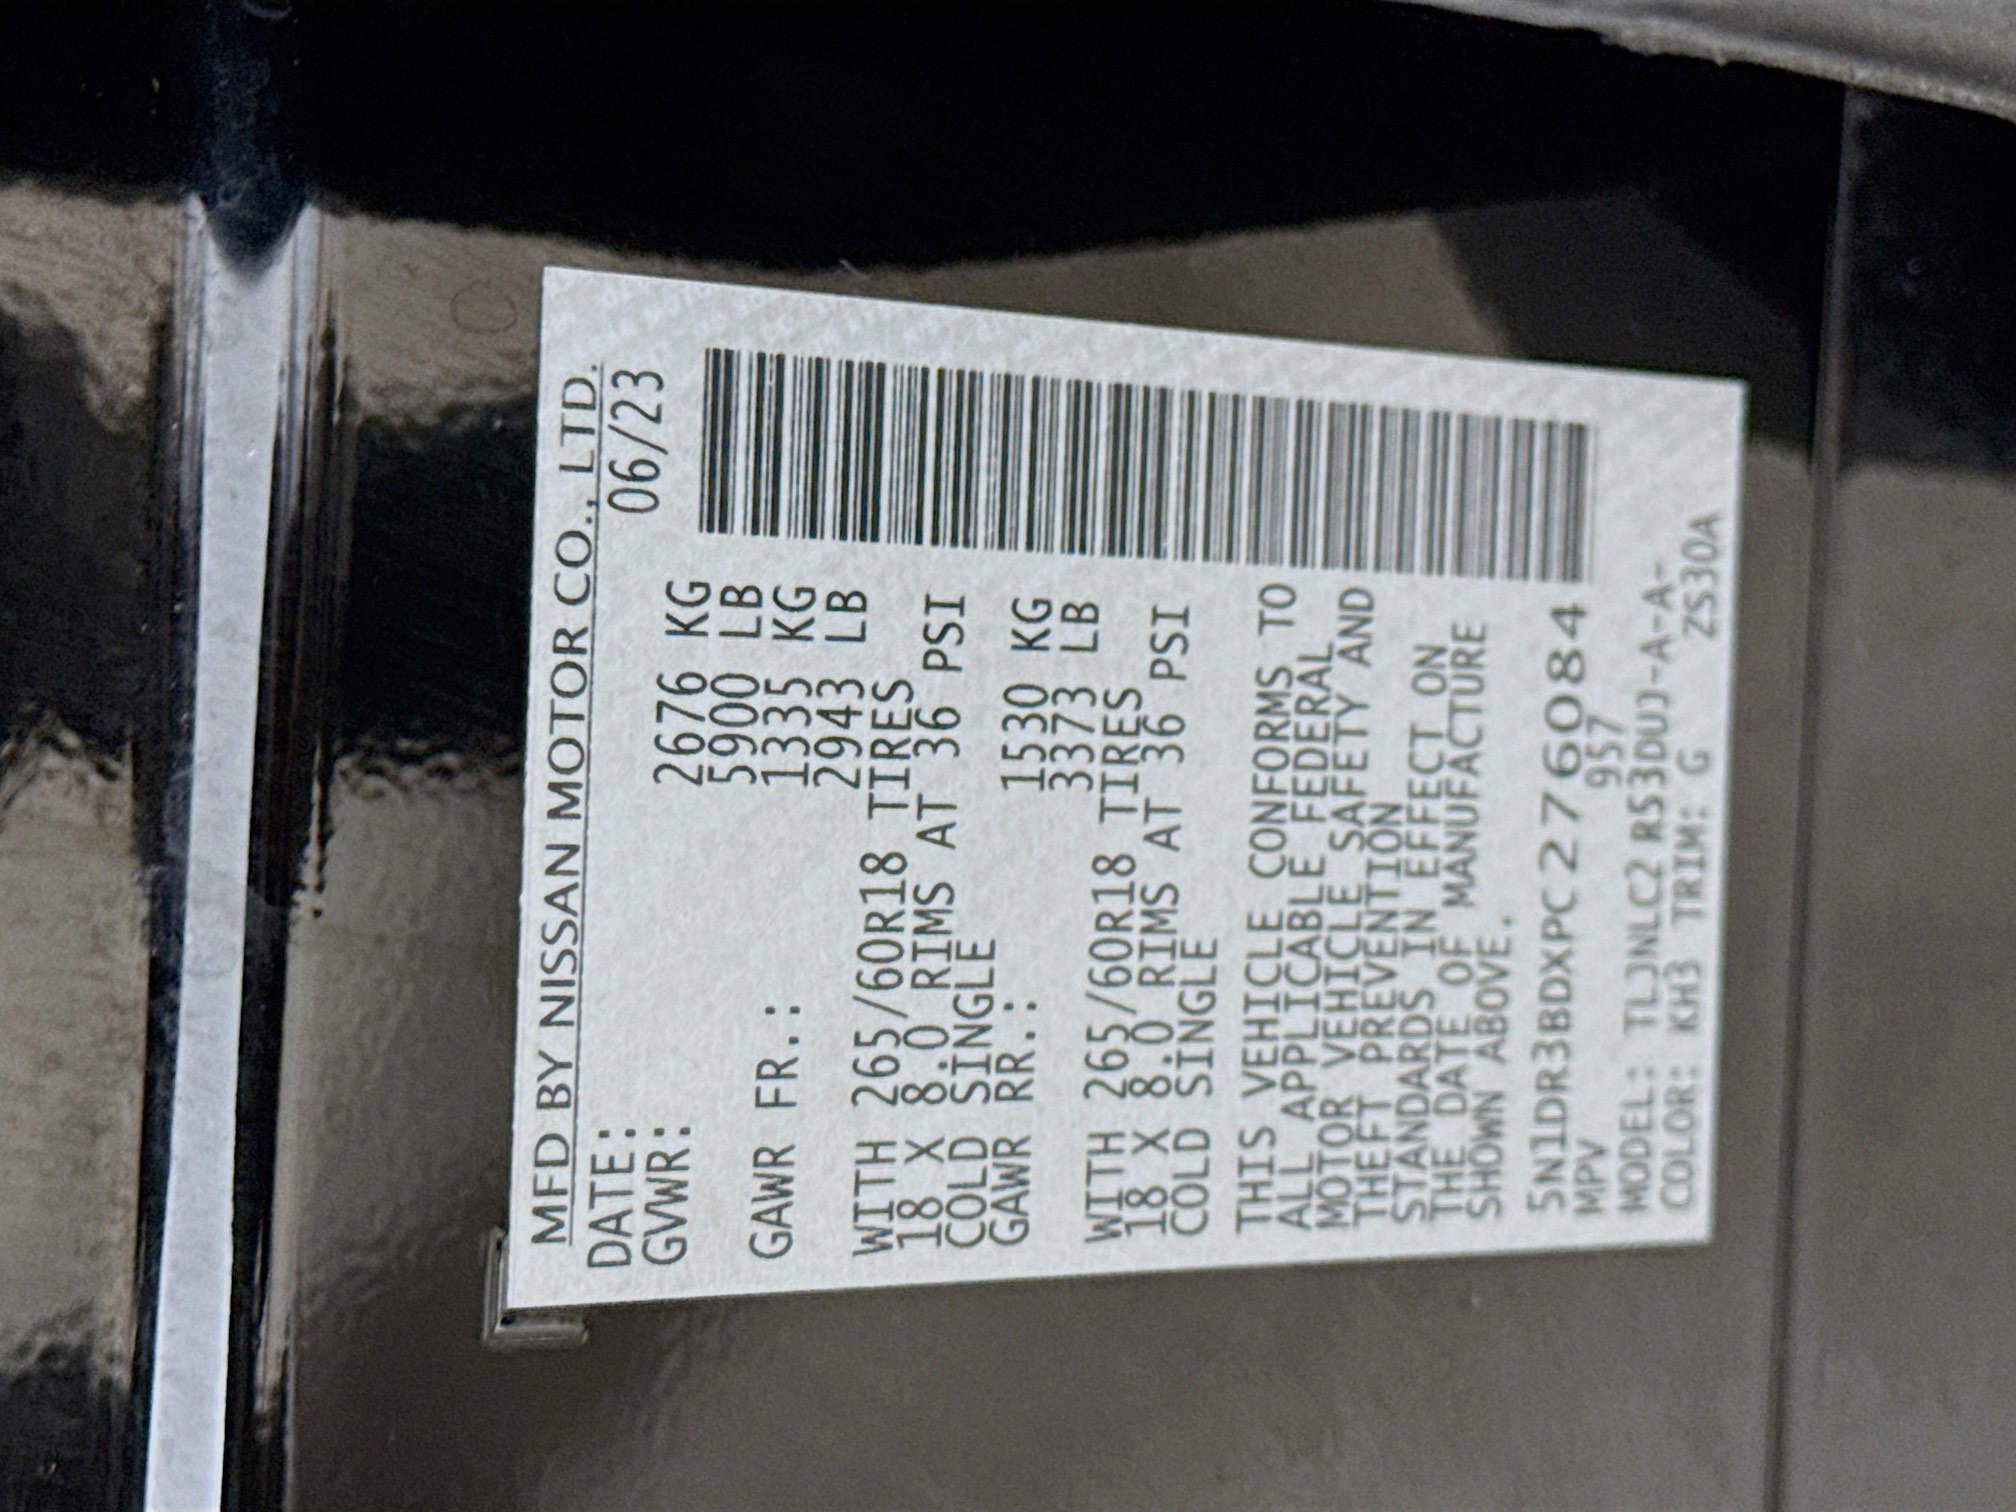 MFD BY NISSAN MOTOR CO., LTD.
DATE: 06/23
GVWR: 2676 KG
5900 LB
GAWR FR.: 1335 KG
2943 LB
WITH 265/60R18 TIRES
18 X 8.0 RIMS AT 36 PSI
COLD SINGLE
GAWR RR.: 1530 KG
3373 LB
WITH 265/60R18 TIRES
18 X 8.0 RIMS AT 36 PSI
COLD SINGLE
THIS VEHICLE CONFORMS TO
ALL APPLICABLE FEDERAL
MOTOR VEHICLE SAFETY AND
THEFT PREVENTION
STANDARDS IN EFFECT ON
THE DATE OF MANUFACTURE
SHOWN ABOVE.
5N1DR3BDXPC276084
MPV 957
MODEL: TLJNLC2 R53DUJ-A-A-
COLOR: KH3 TRIM: G ZS30A